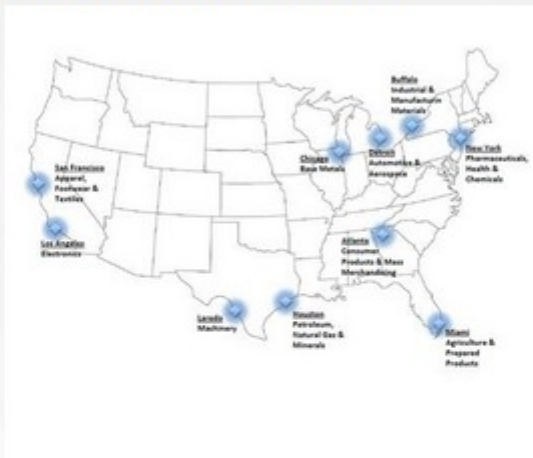 Buffalo
Industrial &
Manufacturin
Materials
New York
Pharmaceuticals,
Health &
Chemicals
Chicago
Base Metals
Detroit
Automotive &
Aerospace
San Francisco
Apparel,
Footwear &
Textiles
Los Angeles
Electronics
Atlanta
Consumer
Products & Mass
Merchandising
Laredo
Machinery
Houston
Petroleum,
Natural Gas &
Minerals
Miami
Agriculture &
Prepared
Products